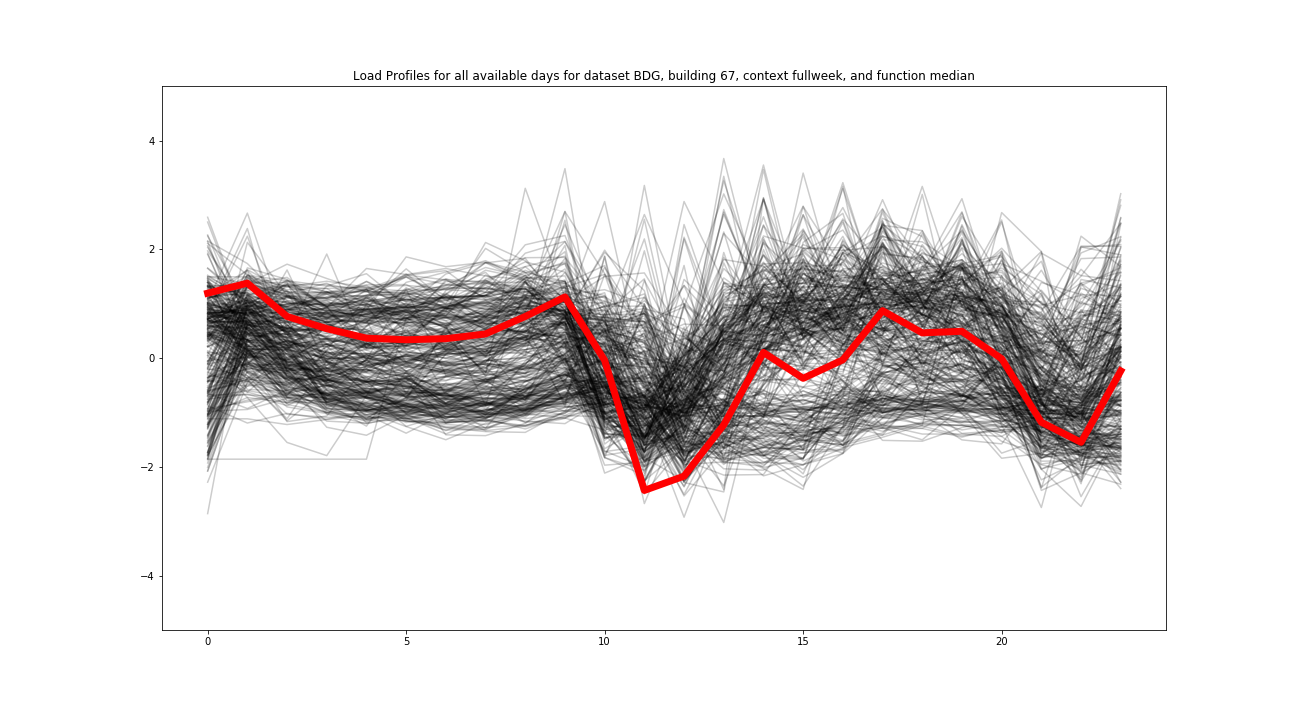 Load Profiles for all available days for dataset BDG, building 67, context fullweek, and function median
4
2
0
−2
−4
0 5 10 15 20